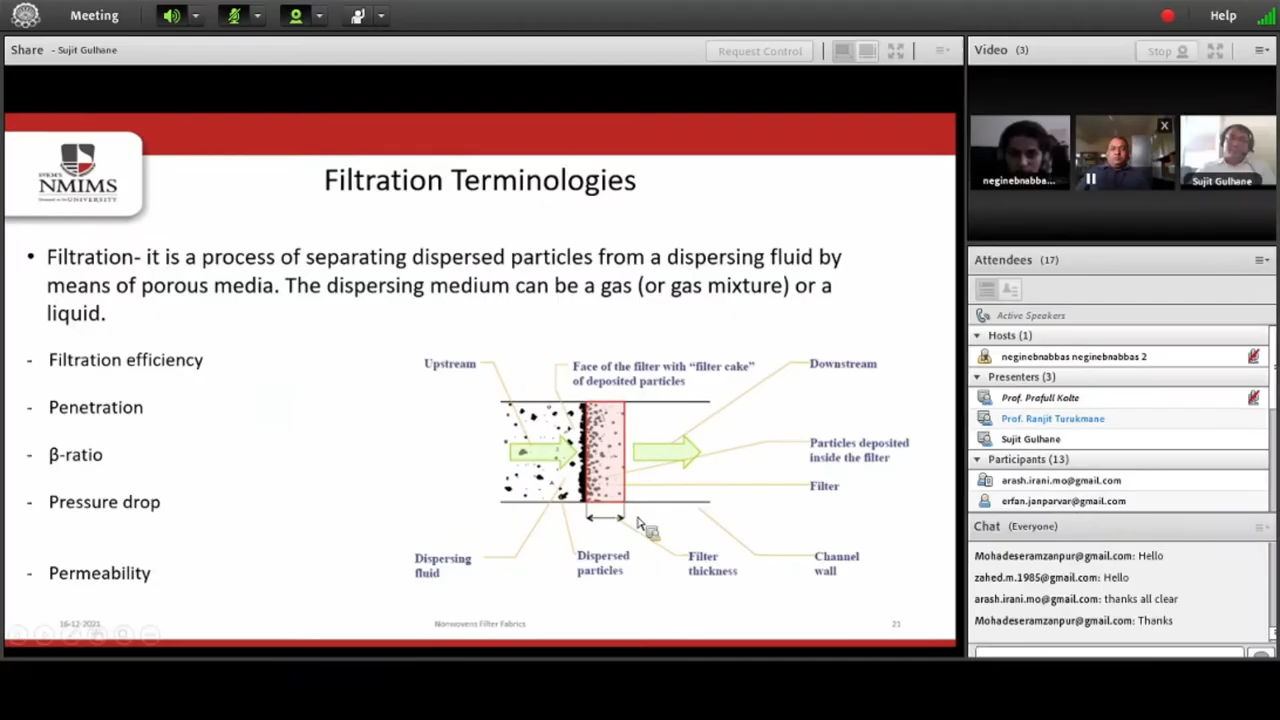 Meeting
Help
Share - Sujit Gulhane
Request Control
Video (3)
Stop
NMIMS
UNIVERSITY
Filtration Terminologies
• Filtration- it is a process of separating dispersed particles from a dispersing fluid by
means of porous media. The dispersing medium can be a gas (or gas mixture) or a
liquid.
- Filtration efficiency
- Penetration
- β-ratio
- Pressure drop
- Permeability
Upstream
Face of the filter with “filter cake”
of deposited particles
Downstream
Particles deposited
inside the filter
Filter
Dispersing
fluid
Dispersed
particles
Filter
thickness
Channel
wall
16-12-2021
Nonwovens Filter Fabrics
21
neginebnabba...
X
Sujit Gulhane
Attendees (17)
Active Speakers
Hosts (1)
neginebnabbas neginebnabbas 2
Presenters (3)
Prof. Prafull Kolte
Prof. Ranjit Turukmane
Sujit Gulhane
Participants (13)
arash.irani.mo@gmail.com
erfan.janparvar@gmail.com
Chat (Everyone)
Mohadeseramzanpur@gmail.com: Hello
zahed.m.1985@gmail.com: Hello
arash.irani.mo@gmail.com: thanks all clear
Mohadeseramzanpur@gmail.com: Thanks